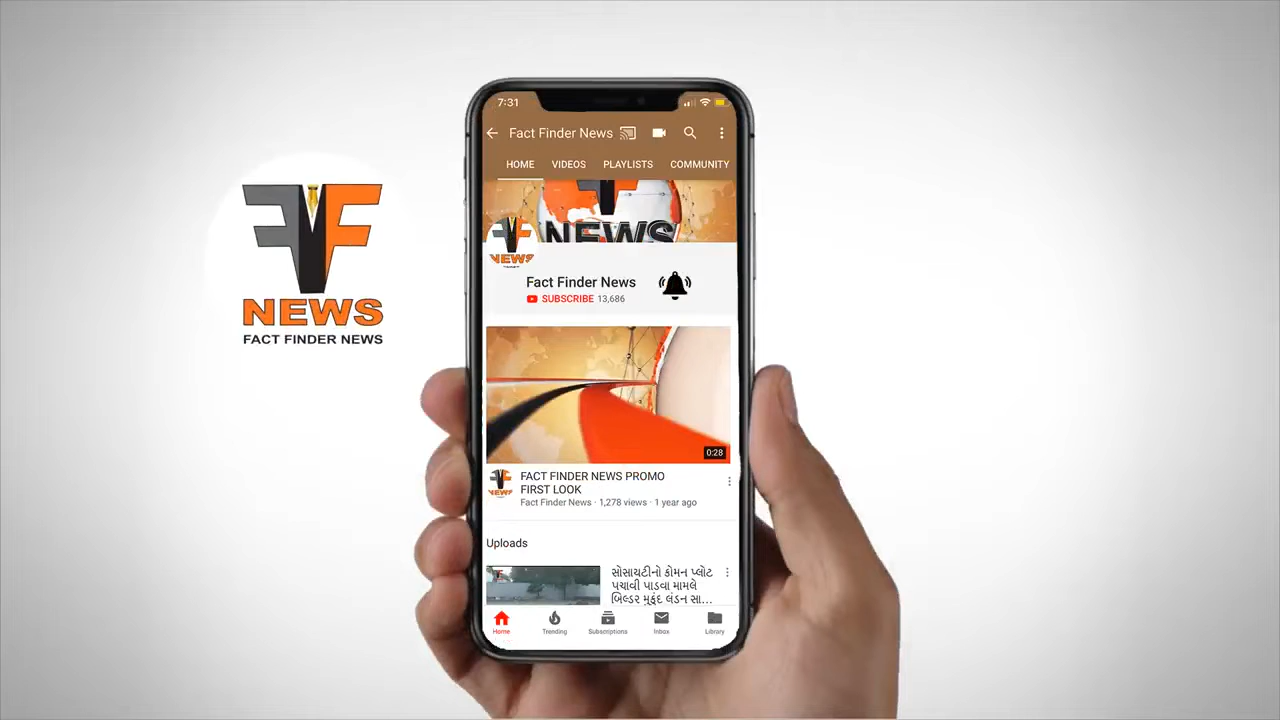 NEWS
FACT FINDER NEWS
7:31
Fact Finder News
HOME VIDEOS PLAYLISTS COMMUNITY
NEWS
NEWS
Fact Finder News
SUBSCRIBE 13,686
0:28
FACT FINDER NEWS PROMO
FIRST LOOK
NEWS
Fact Finder News · 1,278 views · 1 year ago
Uploads
સોસાયટીનો કોમન પ્લોટ
પચાવી પાડવા મામલે
બિલ્ડર મુકુંદ લંડન સા...
Home Trending Subscriptions Inbox Library